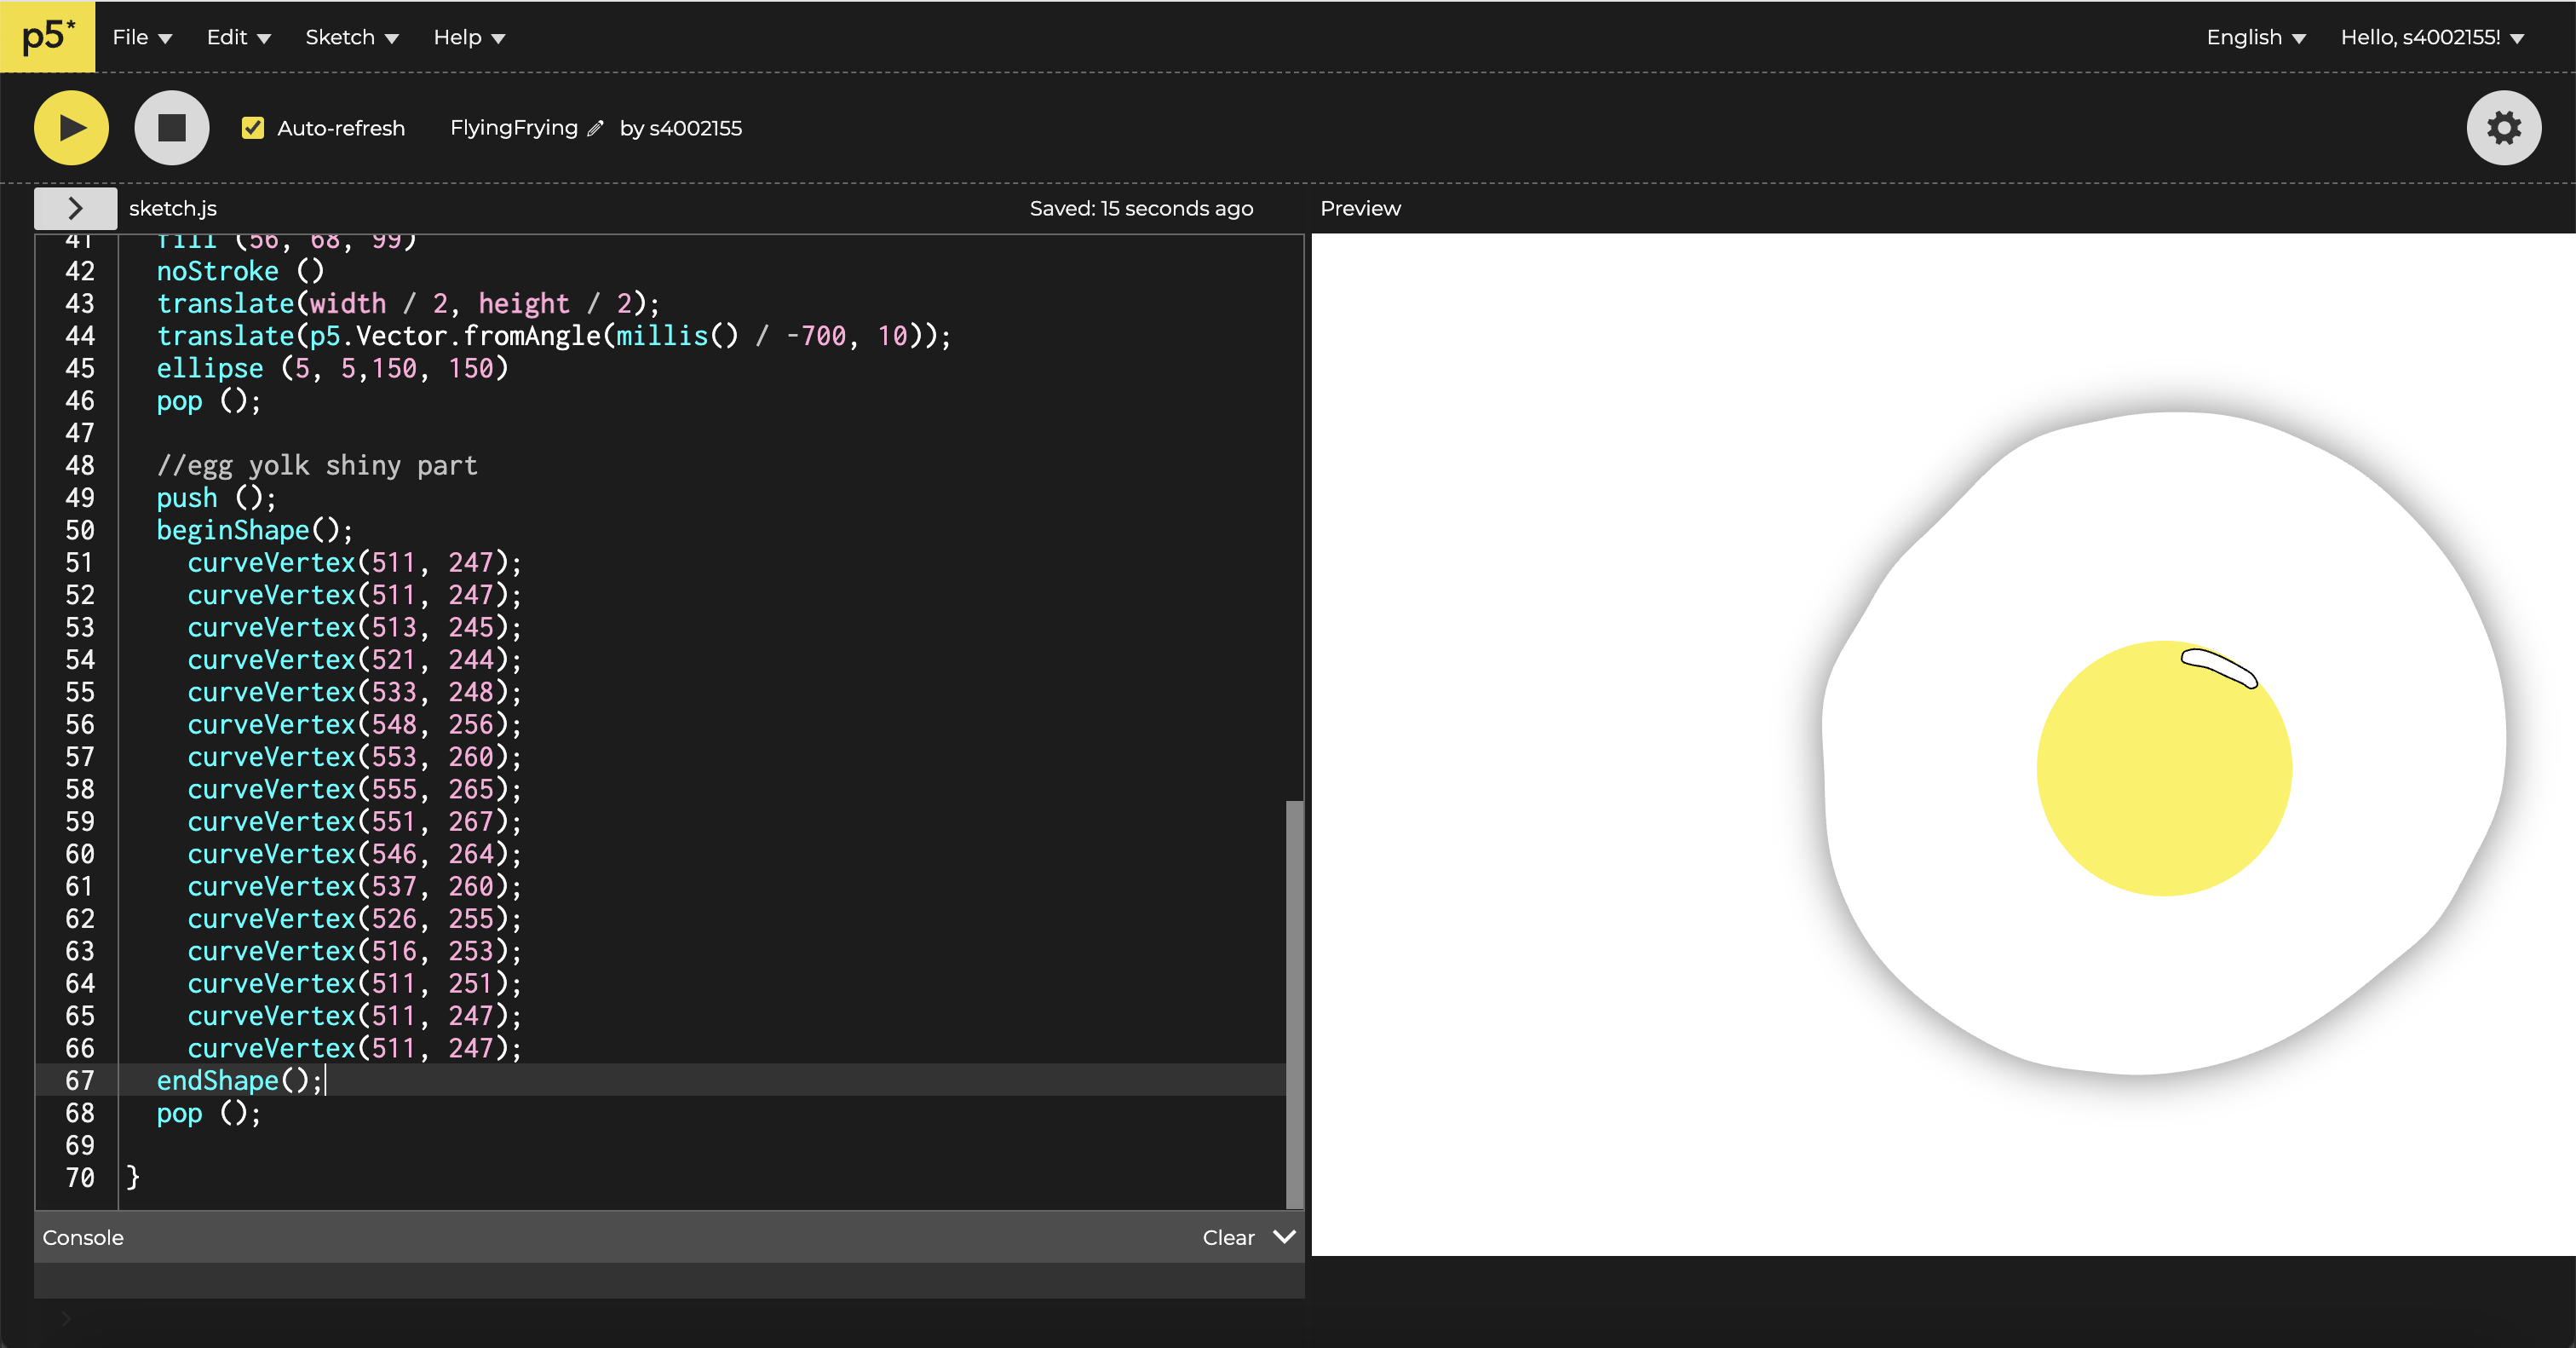 p5*
File Edit Sketch Help English Hello, s4002155!
Auto-refresh FlyingFrying by s4002155
sketch.js Saved: 15 seconds ago Preview
41 fill (56, 68, 99)
42 noStroke ()
43 translate(width / 2, height / 2);
44 translate(p5.Vector.fromAngle(millis() / -700, 10));
45 ellipse (5, 5,150, 150)
46 pop ();
47
48 //egg yolk shiny part
49 push ();
50 beginShape();
51 curveVertex(511, 247);
52 curveVertex(511, 247);
53 curveVertex(513, 245);
54 curveVertex(521, 244);
55 curveVertex(533, 248);
56 curveVertex(548, 256);
57 curveVertex(553, 260);
58 curveVertex(555, 265);
59 curveVertex(551, 267);
60 curveVertex(546, 264);
61 curveVertex(537, 260);
62 curveVertex(526, 255);
63 curveVertex(516, 253);
64 curveVertex(511, 251);
65 curveVertex(511, 247);
66 curveVertex(511, 247);
67 endShape();
68 pop ();
69
70 }
Console Clear